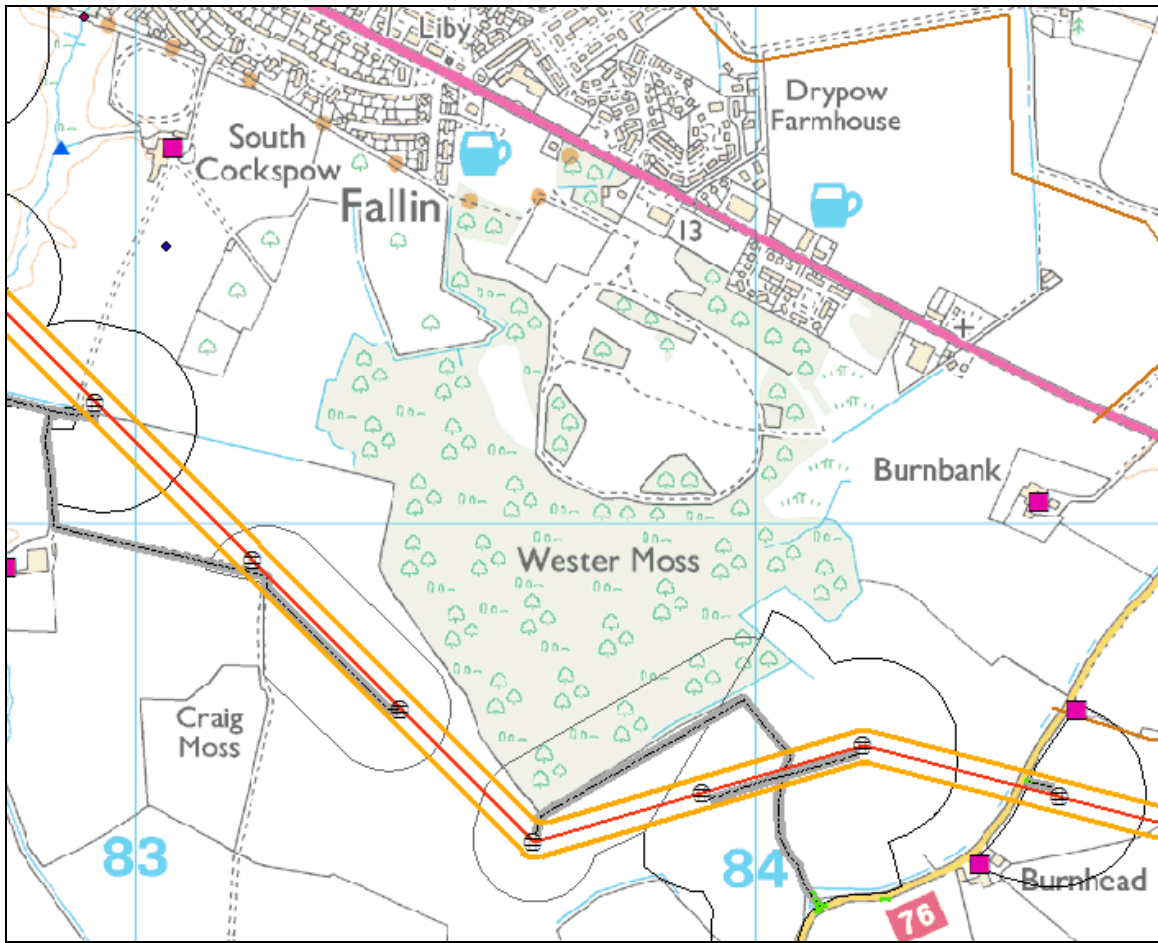 Liby
Drypow
Farmhouse
South
Cockspow
Fallin
13
Burnbank
Wester Moss
Craig
Moss
83
84
Burnhead
76